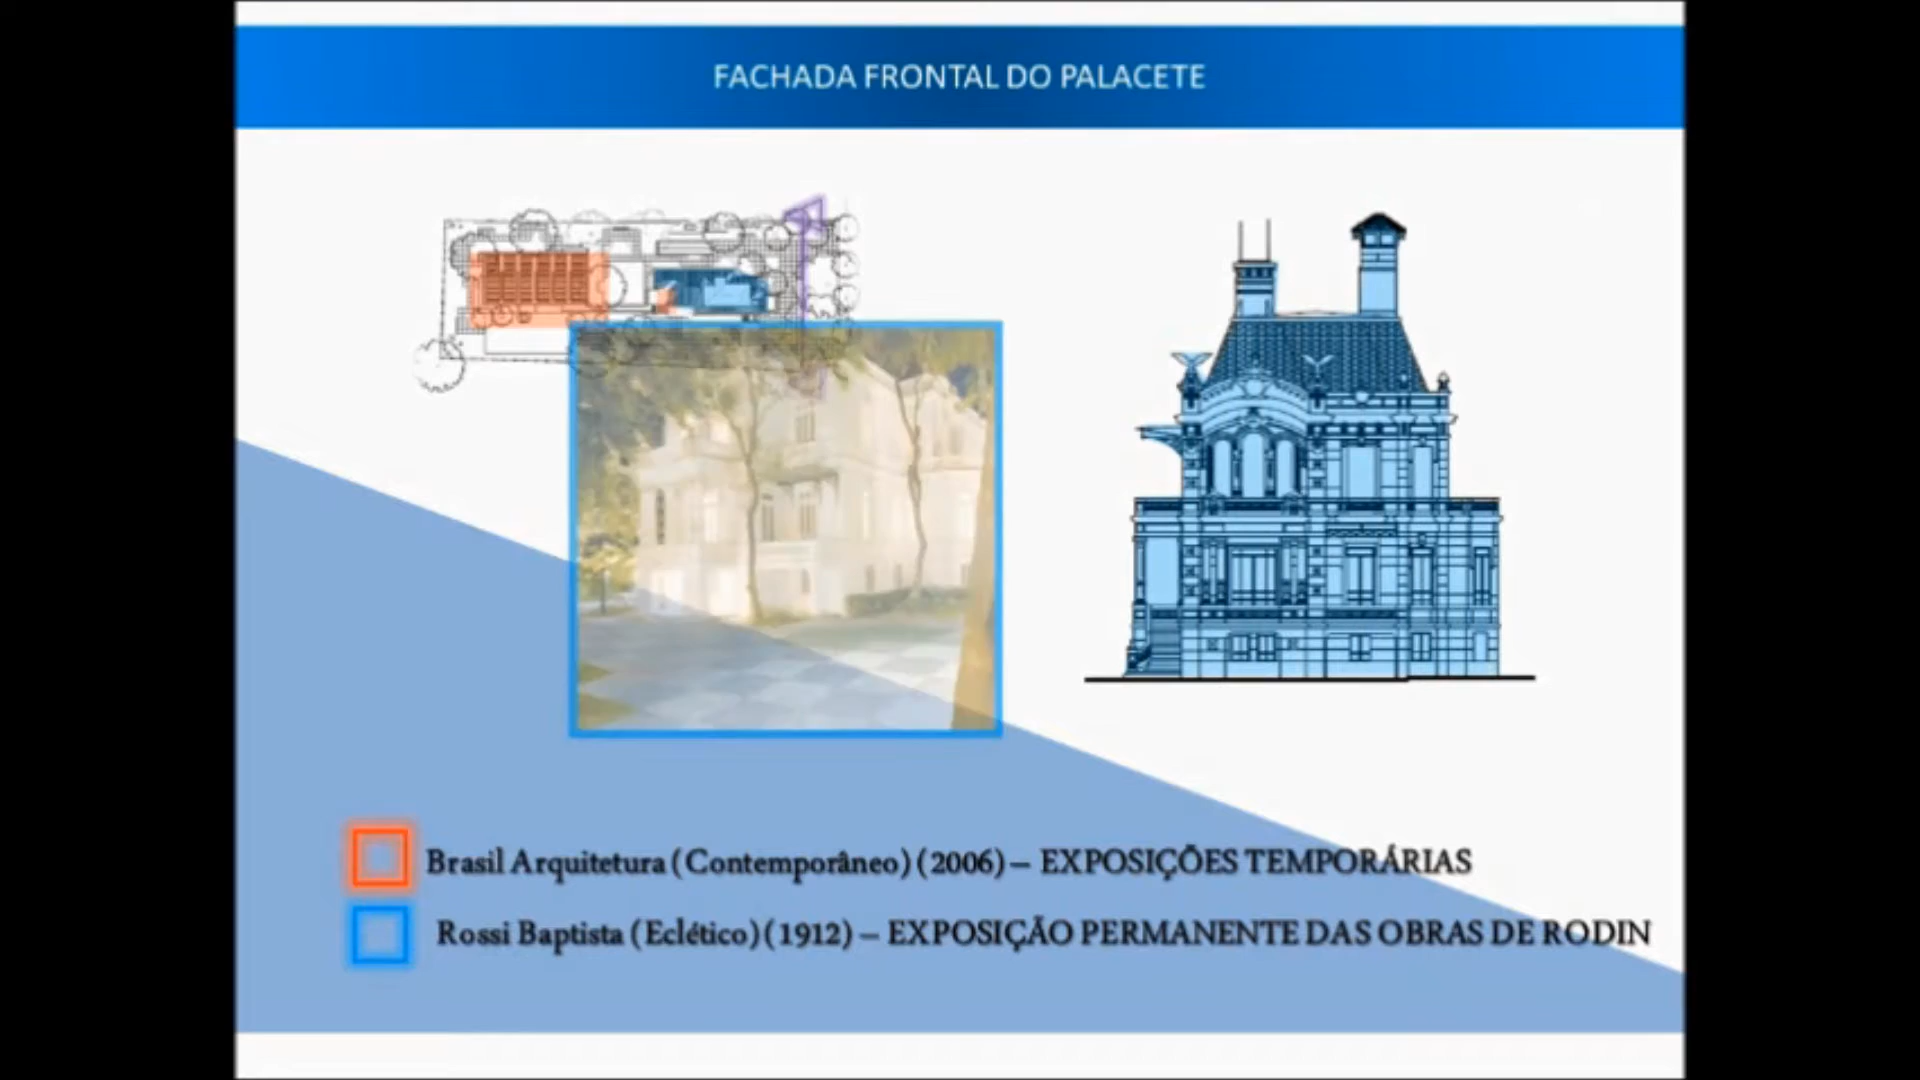 FACHADA FRONTAL DO PALACETE
Brasil Arquitetura (Contemporâneo) (2006) – EXPOSIÇÕES TEMPORÁRIAS
Rossi Baptista (Eclético) (1912) – EXPOSIÇÃO PERMANENTE DAS OBRAS DE RODIN